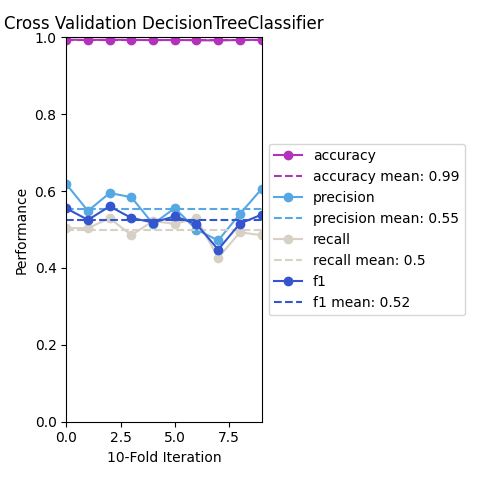 Cross Validation DecisionTreeClassifier
1.0
0.8
0.6
0.4
0.2
0.0
Performance
0.0 2.5 5.0 7.5
10-Fold Iteration
accuracy
accuracy mean: 0.99
precision
precision mean: 0.55
recall
recall mean: 0.5
f1
f1 mean: 0.52